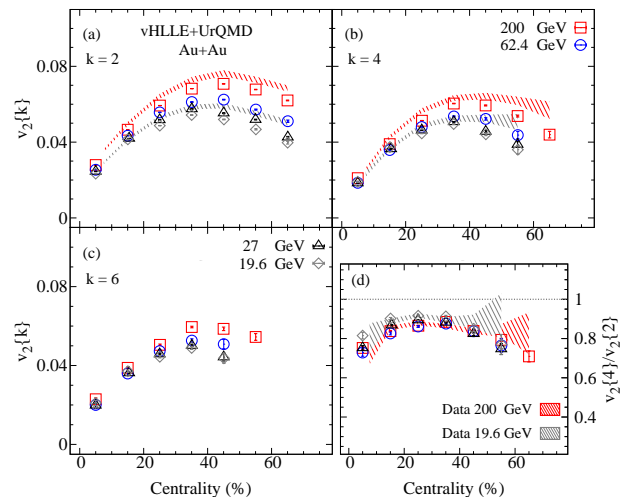 (a)
vHLLE+UrQMD
Au+Au
k = 2
(b)
k = 4
200 GeV
62.4 GeV
0.08
0.04
0
v₂{k}
(c)
k = 6
27 GeV
19.6 GeV
0.08
0.04
0
v₂{k}
(d)
1
0.8
0.6
0.4
v₂{4}/v₂{2}
Data 200 GeV
Data 19.6 GeV
0 20 40 60 80
0 20 40 60 80
Centrality (%)
Centrality (%)